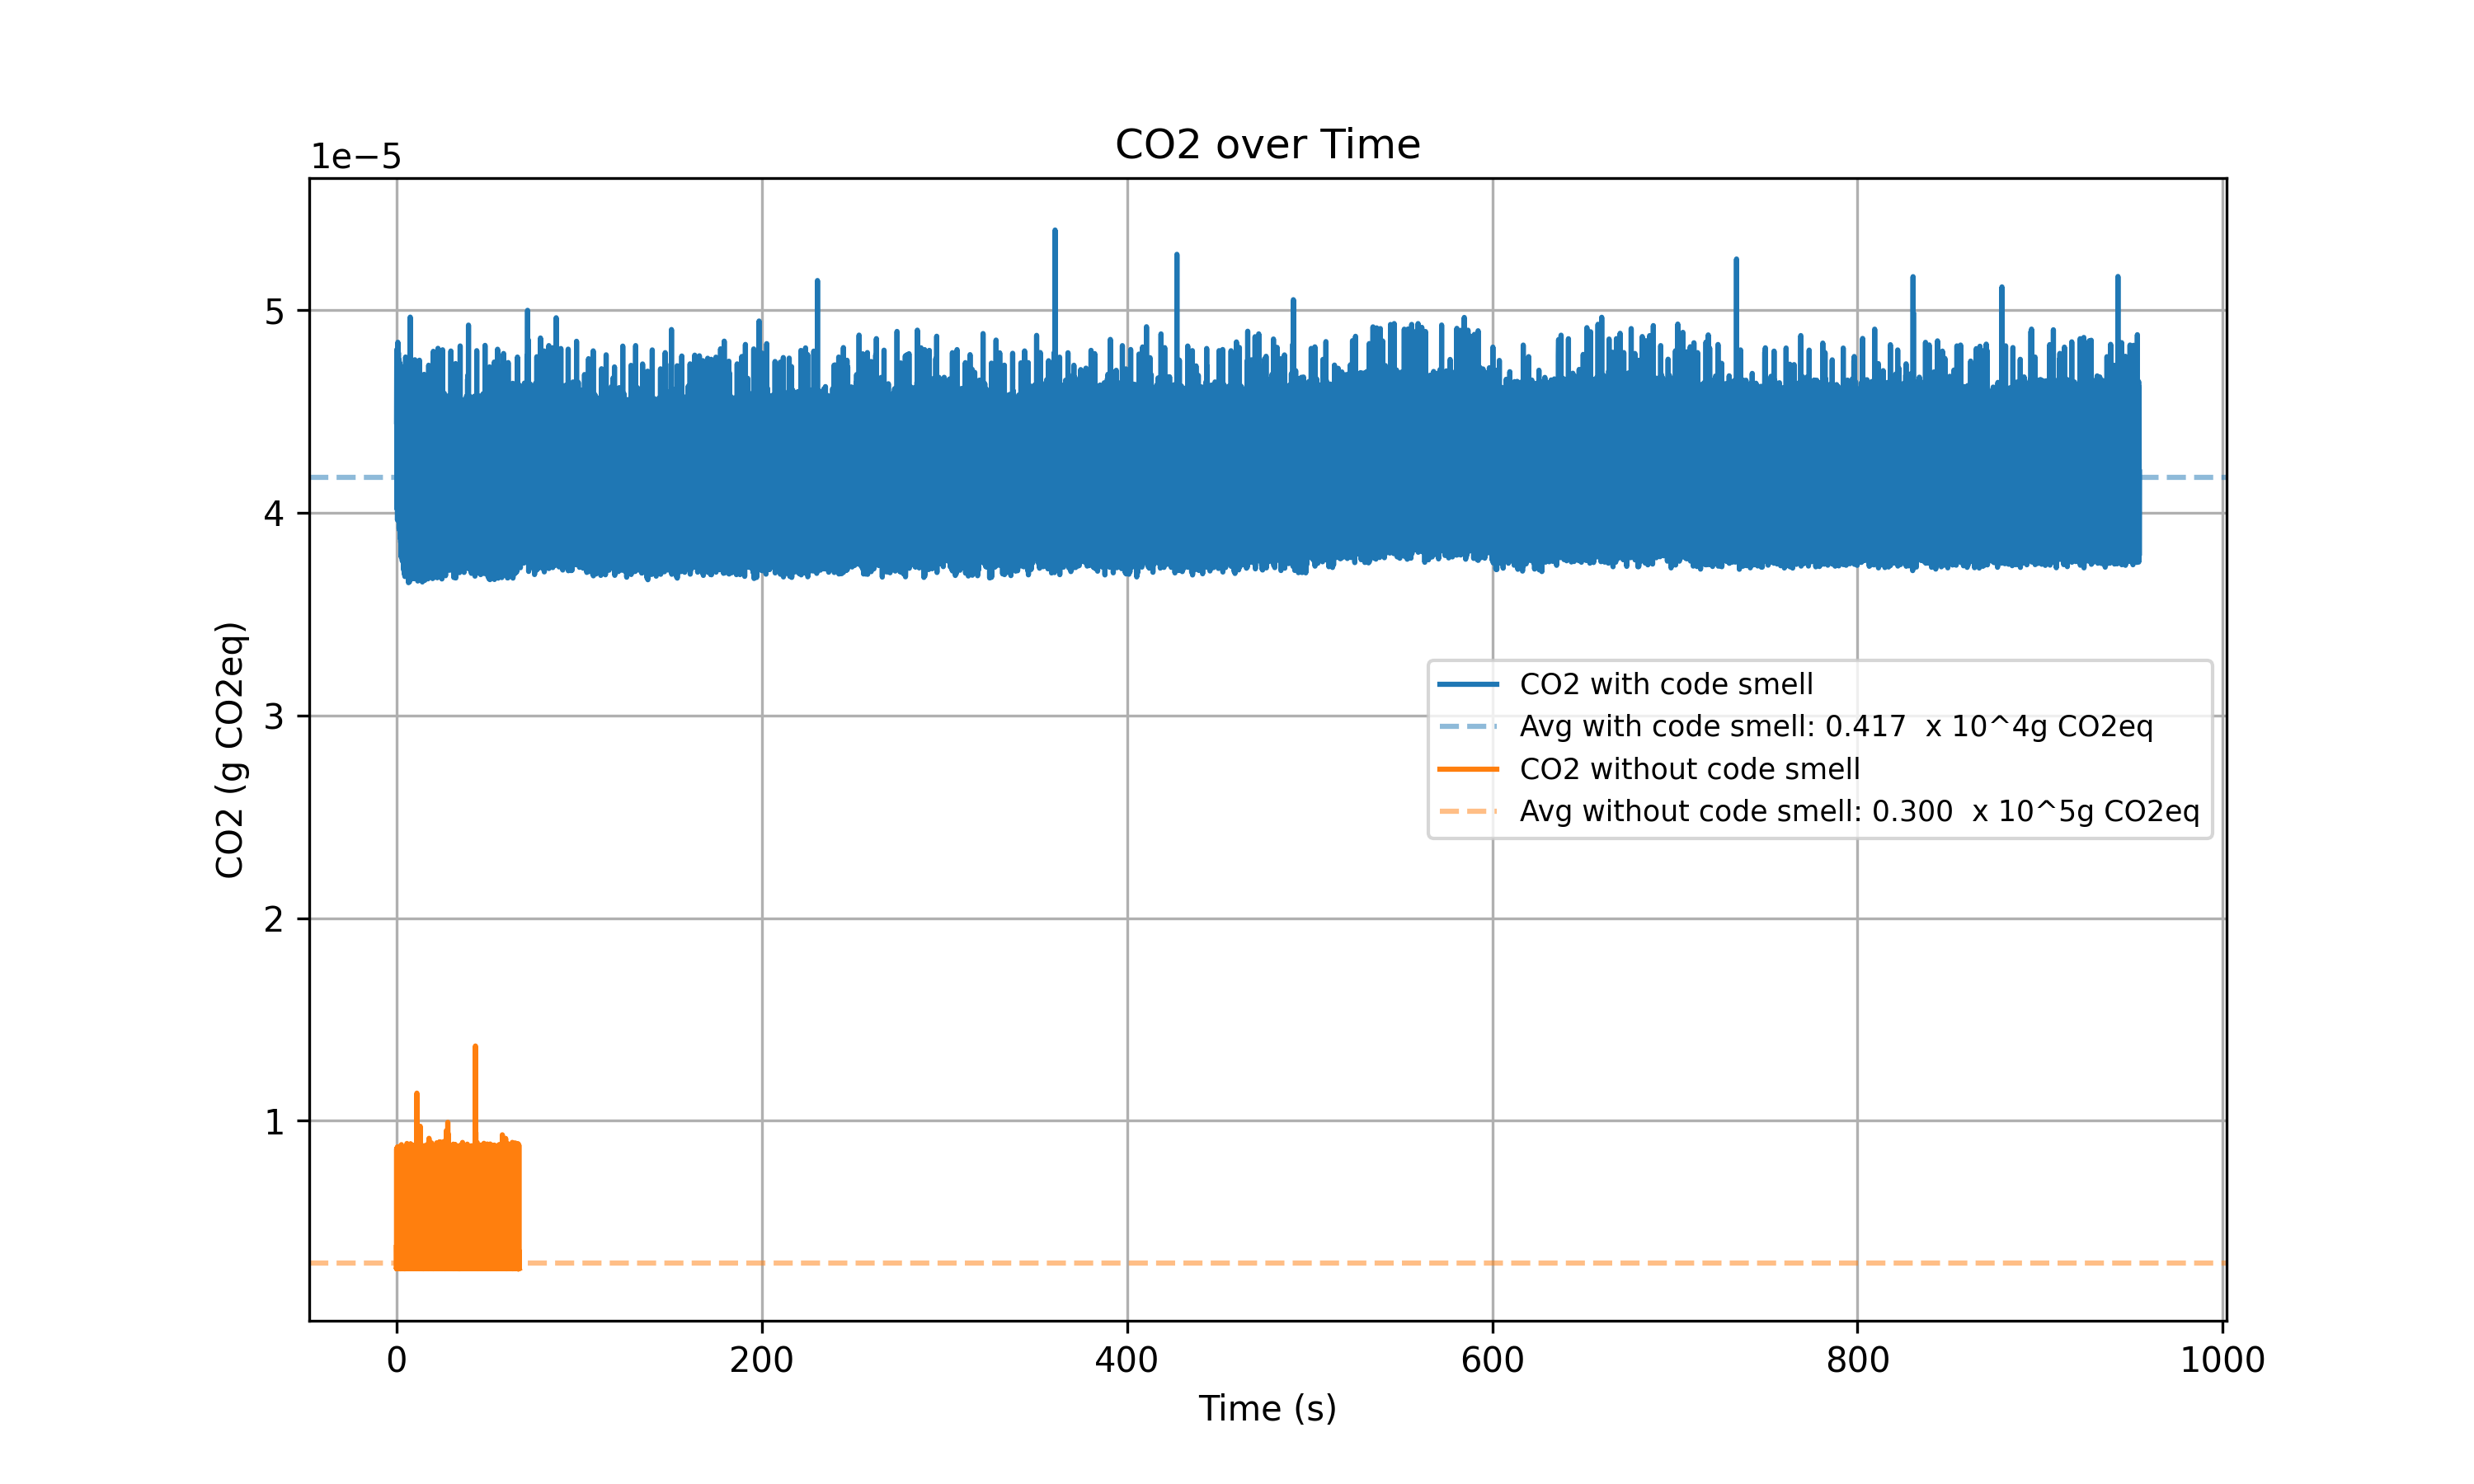 CO2 over Time
1e−5
5
4
3
2
1
CO2 (g CO2eq)
CO2 with code smell
Avg with code smell: 0.417  x 10^4g CO2eq
CO2 without code smell
Avg without code smell: 0.300  x 10^5g CO2eq
0 200 400 600 800 1000
Time (s)